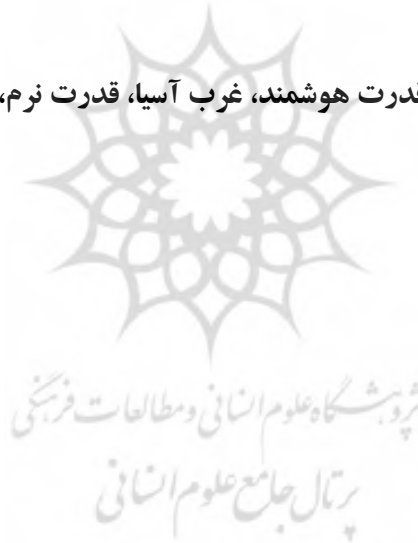 قدرت هوشمند، غرب آسیا، قدرت نرم،
پژوهشگاه علوم انسانی و مطالعات فرهنگی
پرتال جامع علوم انسانی